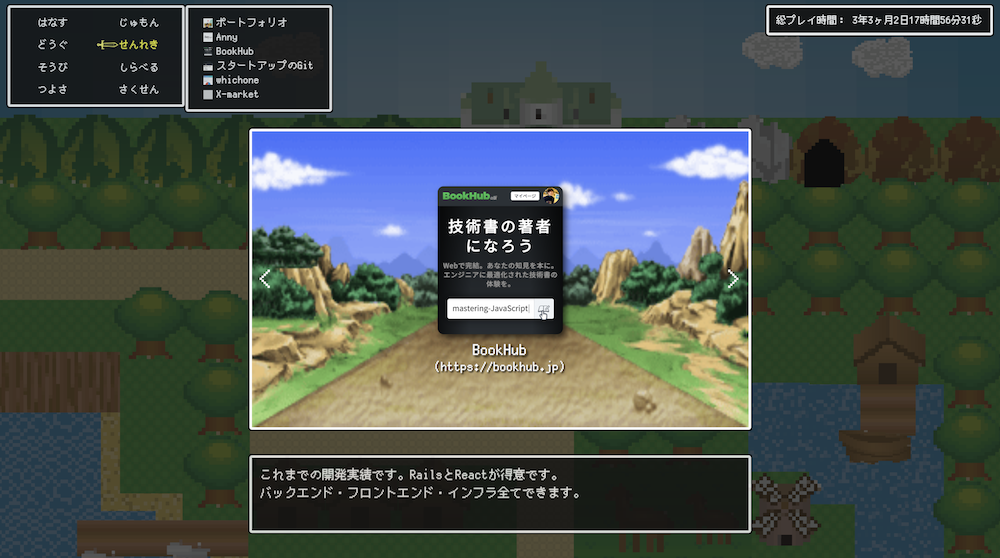 はなす じゅもん
どうぐ せんれき
そうび しらべる
つよさ さくせん
ポートフォリオ
Anny
BookHub
スタートアップのGit
whichone
X-market
総プレイ時間: 3年3ヶ月2日17時間56分31秒
BookHub
マイページ
技術書の著者
になろう
Webで完結。あなたの知見を本に。
エンジニアに最適化された技術書の
体験を。
mastering-JavaScript
BookHub
(https://bookhub.jp)
これまでの開発実績です。RailsとReactが得意です。
バックエンド・フロントエンド・インフラ全てできます。